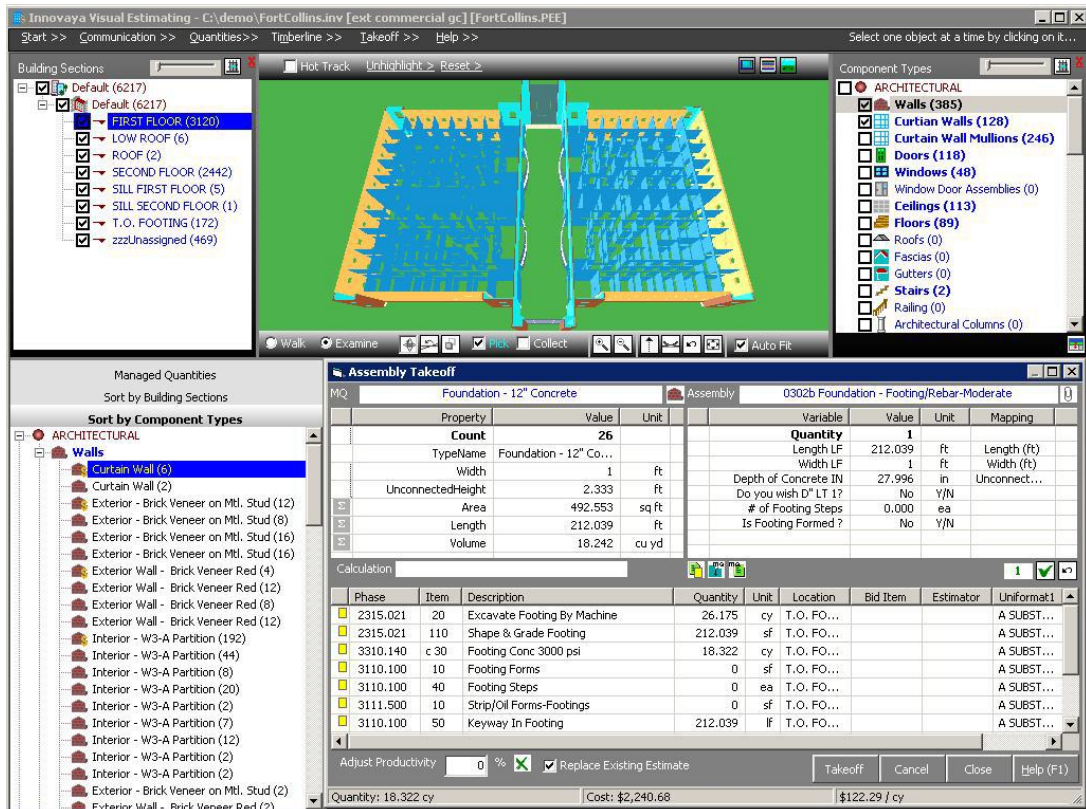 Innovaya Visual Estimating - C:\demo\FortCollins.inv [ext commercial gc] [FortCollins.PEE]
Start >> Communication >> Quantities>> Timberline >> Takeoff >> Help >> Select one object at a time by clicking on it...
Building Sections
Default (6217)
Default (6217)
FIRST FLOOR (3120)
LOW ROOF (6)
ROOF (2)
SECOND FLOOR (2442)
SILL FIRST FLOOR (5)
SILL SECOND FLOOR (1)
T.O. FOOTING (172)
zzzUnassigned (469)
Hot Track Unhighlight > Reset >
Walk Examine Pick Collect Auto Fit
Component Types
ARCHITECTURAL
Walls (385)
Curtian Walls (128)
Curtain Wall Mullions (246)
Doors (118)
Windows (48)
Window Door Assemblies (0)
Ceilings (113)
Floors (89)
Roofs (0)
Fascias (0)
Gutters (0)
Stairs (2)
Railing (0)
Architectural Columns (0)
Managed Quantities
Sort by Building Sections
Sort by Component Types
ARCHITECTURAL
Walls
Curtain Wall (6)
Curtain Wall (2)
Exterior - Brick Veneer on Mtl. Stud (12)
Exterior - Brick Veneer on Mtl. Stud (8)
Exterior - Brick Veneer on Mtl. Stud (16)
Exterior - Brick Veneer on Mtl. Stud (16)
Exterior Wall - Brick Veneer Red (4)
Exterior Wall - Brick Veneer Red (12)
Exterior Wall - Brick Veneer Red (8)
Exterior Wall - Brick Veneer Red (12)
Interior - W3-A Partition (192)
Interior - W3-A Partition (44)
Interior - W3-A Partition (8)
Interior - W3-A Partition (20)
Interior - W3-A Partition (2)
Interior - W3-A Partition (7)
Interior - W3-A Partition (12)
Interior - W3-A Partition (2)
Interior - W3-A Partition (2)
Exterior - Brick Veneer on Mtl. Stud (2)
Exterior Wall - Brick Veneer Red (2)
Assembly Takeoff
MQ Foundation - 12" Concrete Assembly 0302b Foundation - Footing/Rebar-Moderate
Property Value Unit
Count 26
TypeName Foundation - 12" Co...
Width 1 ft
UnconnectedHeight 2.333 ft
Σ Area 492.553 sq ft
Σ Length 212.039 ft
Σ Volume 18.242 cu yd
Variable Value Unit Mapping
Quantity 1
Length LF 212.039 ft Length (ft)
Width LF 1 ft Width (ft)
Depth of Concrete IN 27.996 in Unconnect...
Do you wish D" LT 1? No Y/N
# of Footing Steps 0.000 ea
Is Footing Formed ? No Y/N
Calculation 1
Phase Item Description Quantity Unit Location Bid Item Estimator Uniformat1
2315.021 20 Excavate Footing By Machine 26.175 cy T.O. FO... A SUBST...
2315.021 110 Shape & Grade Footing 212.039 sf T.O. FO... A SUBST...
3310.140 c 30 Footing Conc 3000 psi 18.322 cy T.O. FO... A SUBST...
3110.100 10 Footing Forms 0 sf T.O. FO... A SUBST...
3110.100 40 Footing Steps 0 ea T.O. FO... A SUBST...
3111.500 10 Strip/Oil Forms-Footings 0 sf T.O. FO... A SUBST...
3110.100 50 Keyway In Footing 212.039 lf T.O. FO... A SUBST...
Adjust Productivity 0 % Replace Existing Estimate Takeoff Cancel Close Help (F1)
Quantity: 18.322 cy Cost: $2,240.68 $122.29 / cy